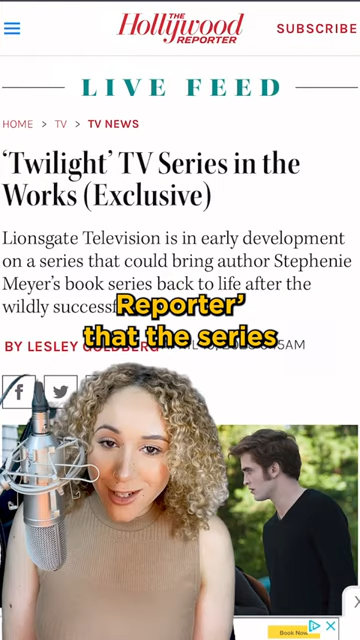 THE
Hollywood
REPORTER
SUBSCRIBE
LIVE FEED
HOME > TV > TV NEWS
‘Twilight’ TV Series in the
Works (Exclusive)
Lionsgate Television is in early development
on a series that could bring author Stephenie
Meyer's book series back to life after the
wildly
Reporter’
that the series
BY LESLEY
Book Now